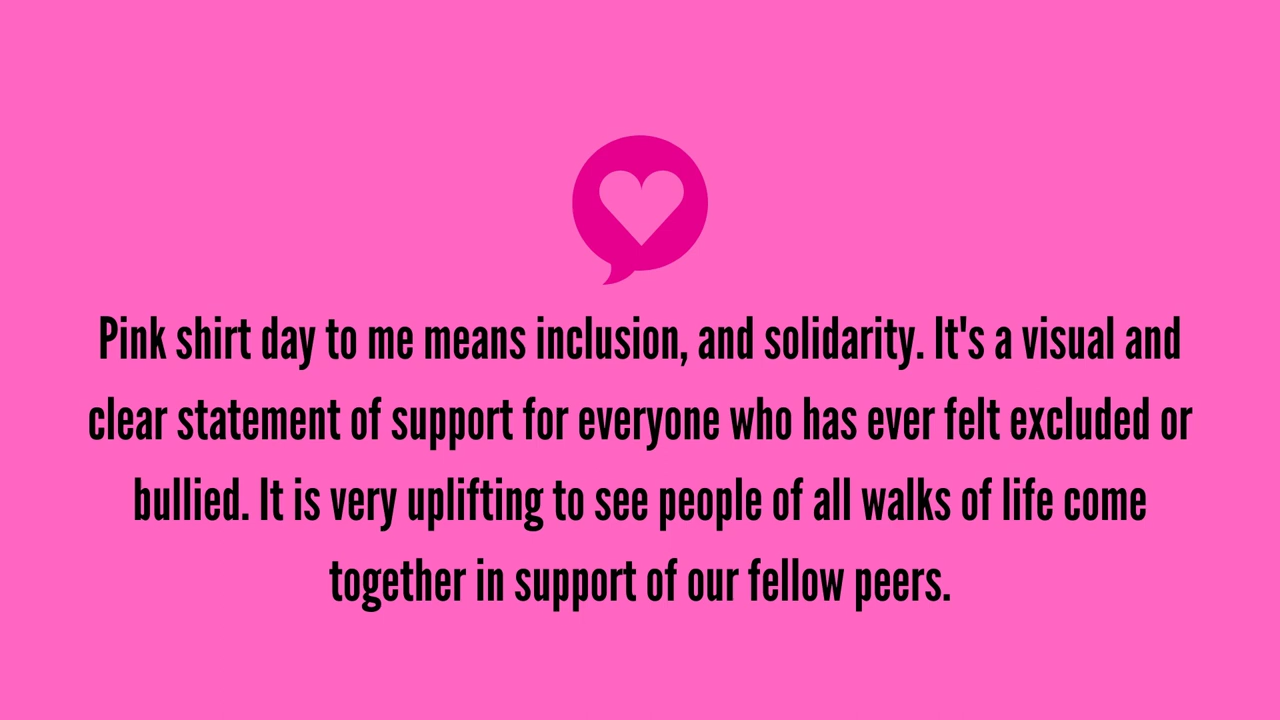 Pink shirt day to me means inclusion, and solidarity. It's a visual and
clear statement of support for everyone who has ever felt excluded or
bullied. It is very uplifting to see people of all walks of life come
together in support of our fellow peers.